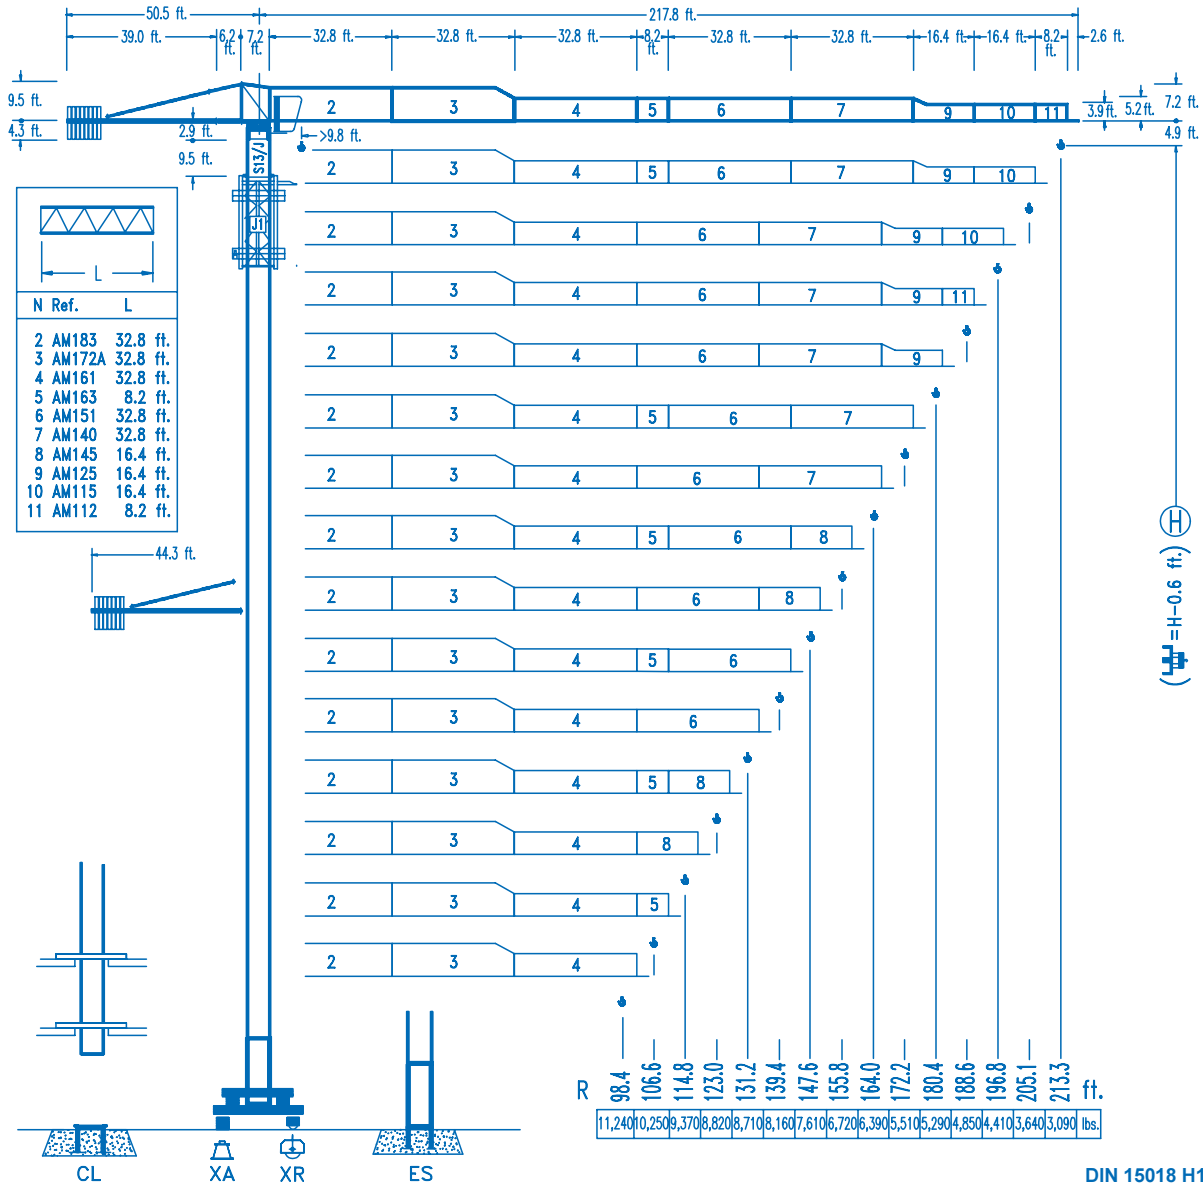 50.5 ft. 217.8 ft.
39.0 ft. 6.2 ft. 7.2 ft. 32.8 ft. 32.8 ft. 32.8 ft. 8.2 ft. 32.8 ft. 32.8 ft. 16.4 ft. 16.4 ft. 8.2 ft. 2.6 ft.
9.5 ft. 2 3 4 5 6 7 9 10 11 3.9 ft. 5.2 ft. 7.2 ft.
4.3 ft. 2.9 ft. >9.8 ft. 4.9 ft.
9.5 ft. S13/J 2 3 4 5 6 7 9 10
J1 2 3 4 6 7 9 10
L
2 3 4 6 7 9 11
N Ref. L
2 AM183 32.8 ft.
3 AM172A 32.8 ft.
4 AM161 32.8 ft.
5 AM163 8.2 ft.
6 AM151 32.8 ft.
7 AM140 32.8 ft.
8 AM145 16.4 ft.
9 AM125 16.4 ft.
10 AM115 16.4 ft.
11 AM112 8.2 ft.
2 3 4 6 7 9
2 3 4 5 6 7
2 3 4 6 7
2 3 4 5 6 8
44.3 ft.
2 3 4 6 8
2 3 4 5 6
2 3 4 6
2 3 4 5 8
2 3 4 8
2 3 4 5
2 3 4
H
( =H-0.6 ft.)
R 98.4 106.6 114.8 123.0 131.2 139.4 147.6 155.8 164.0 172.2 180.4 188.6 196.8 205.1 213.3 ft.
11,240 10,250 9,370 8,820 8,710 8,160 7,610 6,720 6,390 5,510 5,290 4,850 4,410 3,640 3,090 lbs.
CL XA XR ES
DIN 15018 H1